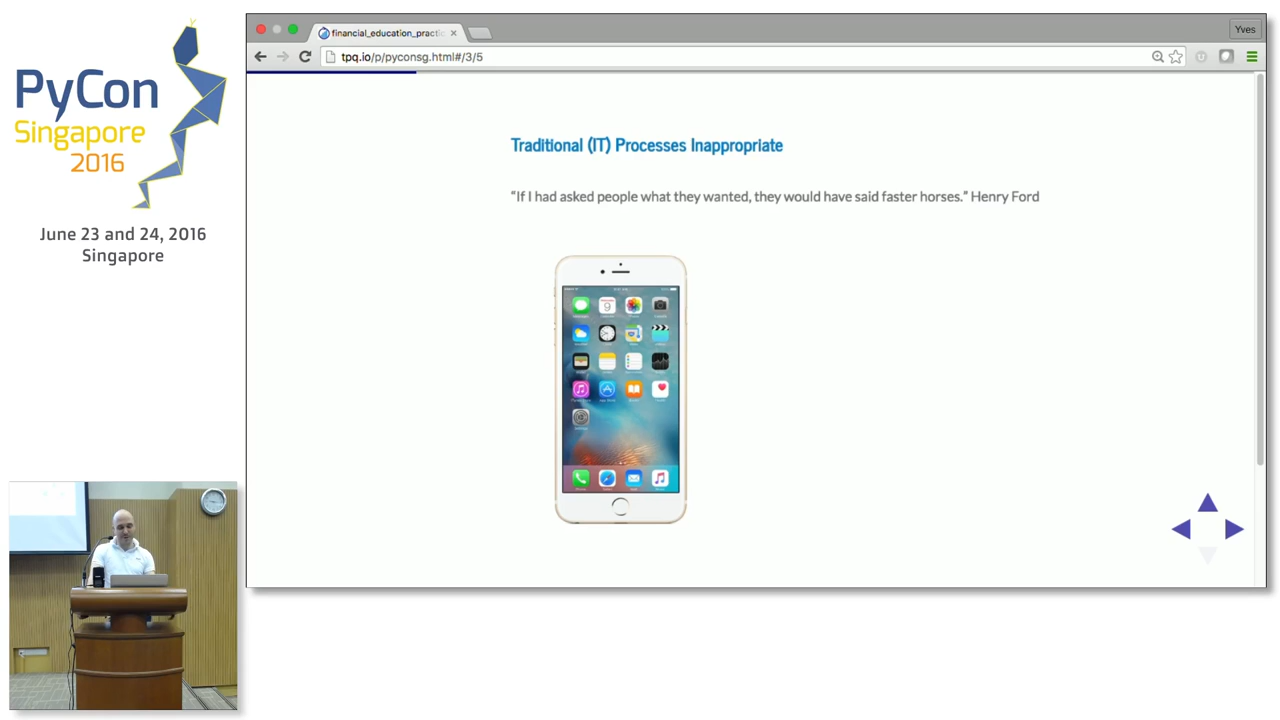 PyCon
Singapore
2016
June 23 and 24, 2016
Singapore
financial_education_practic
Yves
tpq.io/p/pyconsg.html#/3/5
Traditional (IT) Processes Inappropriate
“If I had asked people what they wanted, they would have said faster horses.” Henry Ford
9